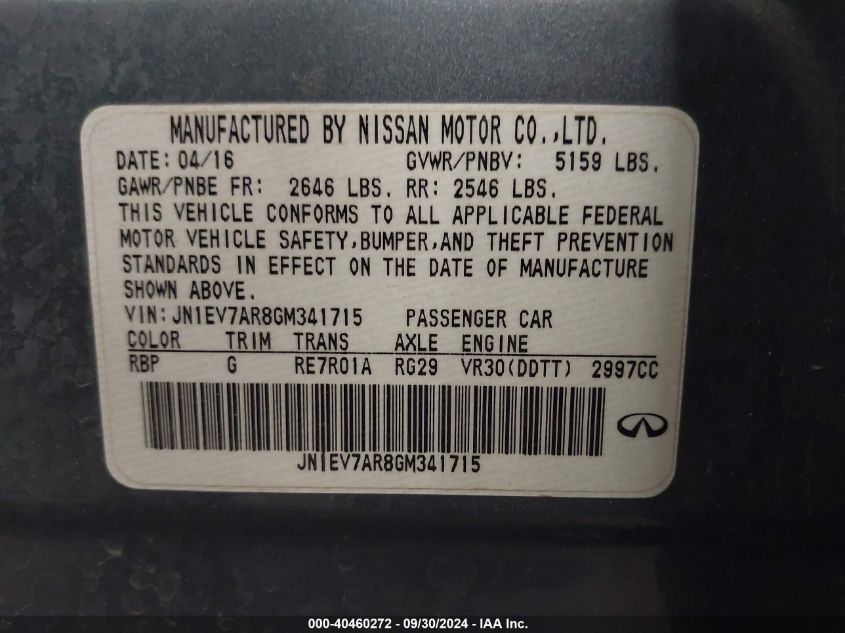 MANUFACTURED BY NISSAN MOTOR CO.,LTD.
DATE: 04/16 GVWR/PNBV: 5159 LBS.
GAWR/PNBE FR: 2646 LBS. RR: 2546 LBS.
THIS VEHICLE CONFORMS TO ALL APPLICABLE FEDERAL
MOTOR VEHICLE SAFETY,BUMPER,AND THEFT PREVENTION
STANDARDS IN EFFECT ON THE DATE OF MANUFACTURE
SHOWN ABOVE.
VIN: JN1EV7AR8GM341715 PASSENGER CAR
COLOR TRIM TRANS AXLE ENGINE
RBP G RE7R01A RG29 VR30(DDTT) 2997CC
JN1EV7AR8GM341715
000-40460272 - 09/30/2024 - IAA Inc.